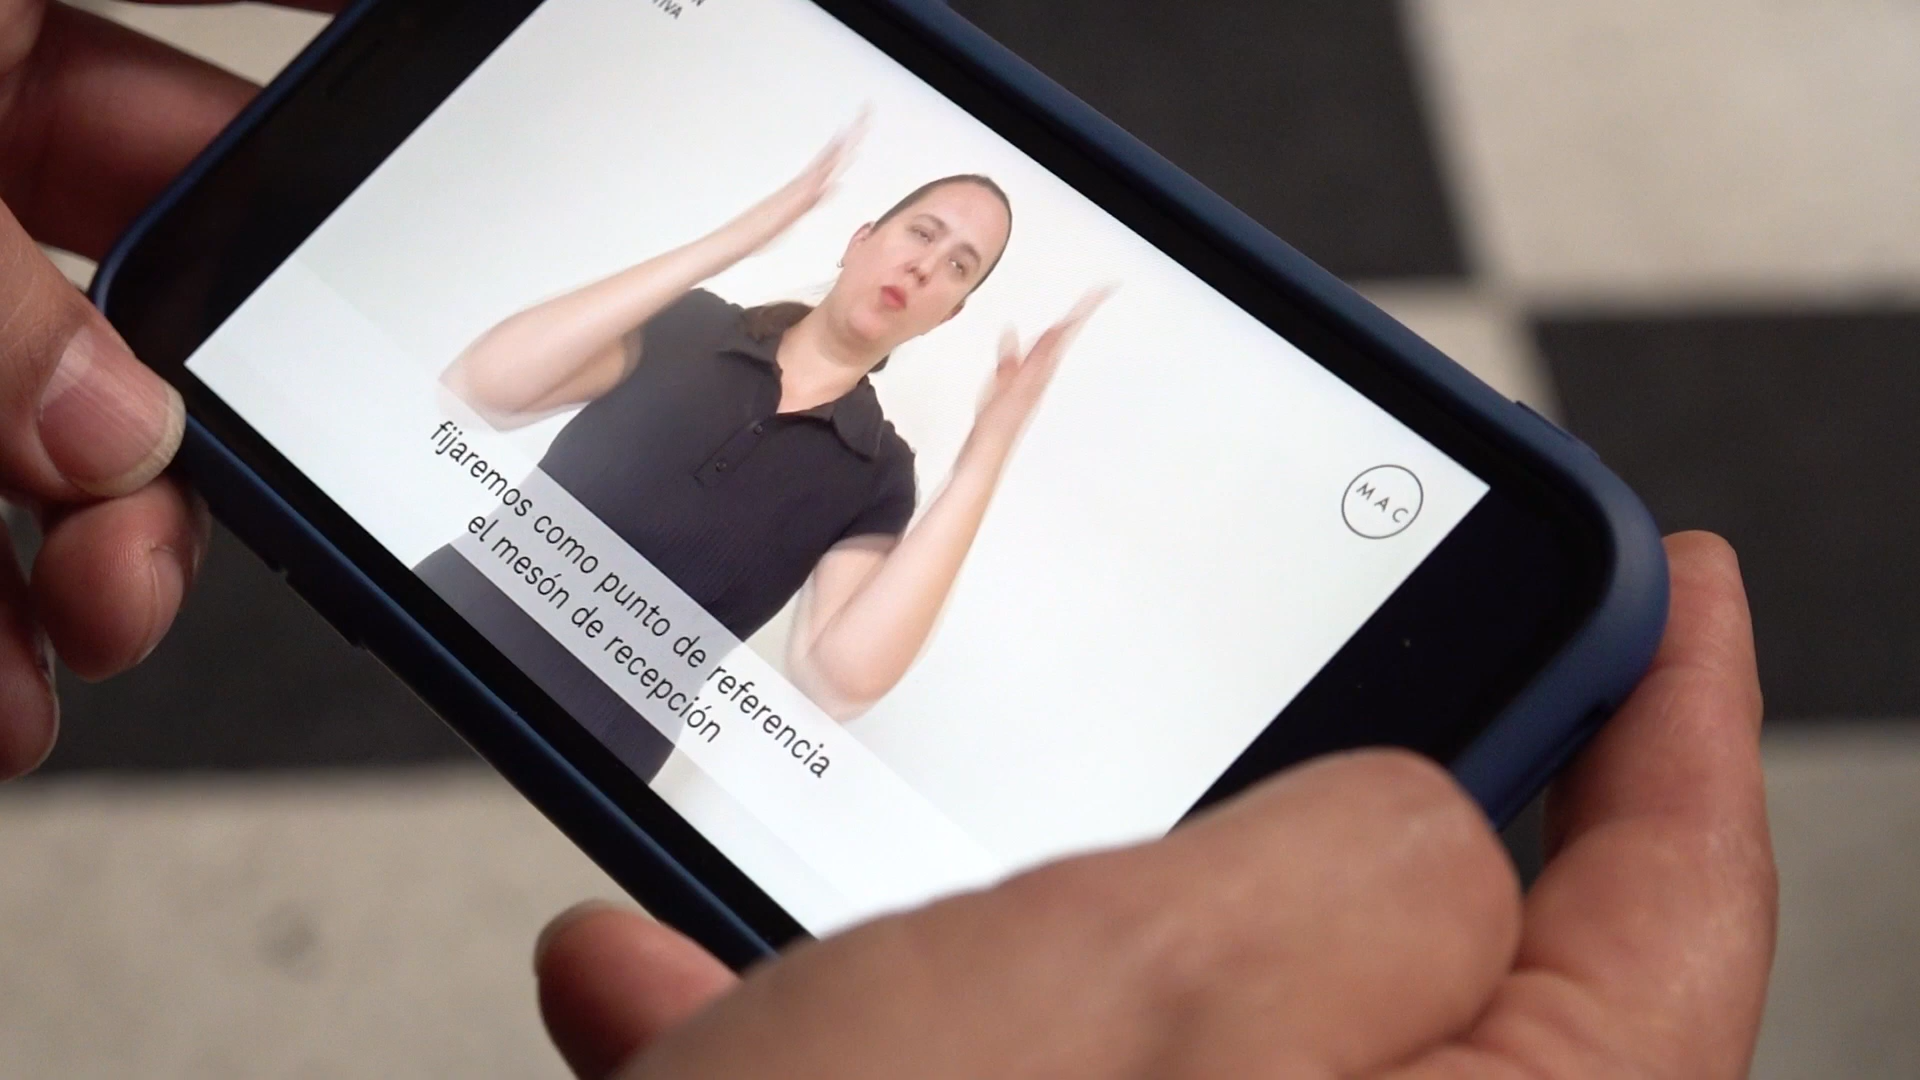 MAC
fijaremos como punto de referencia
el mesón de recepción